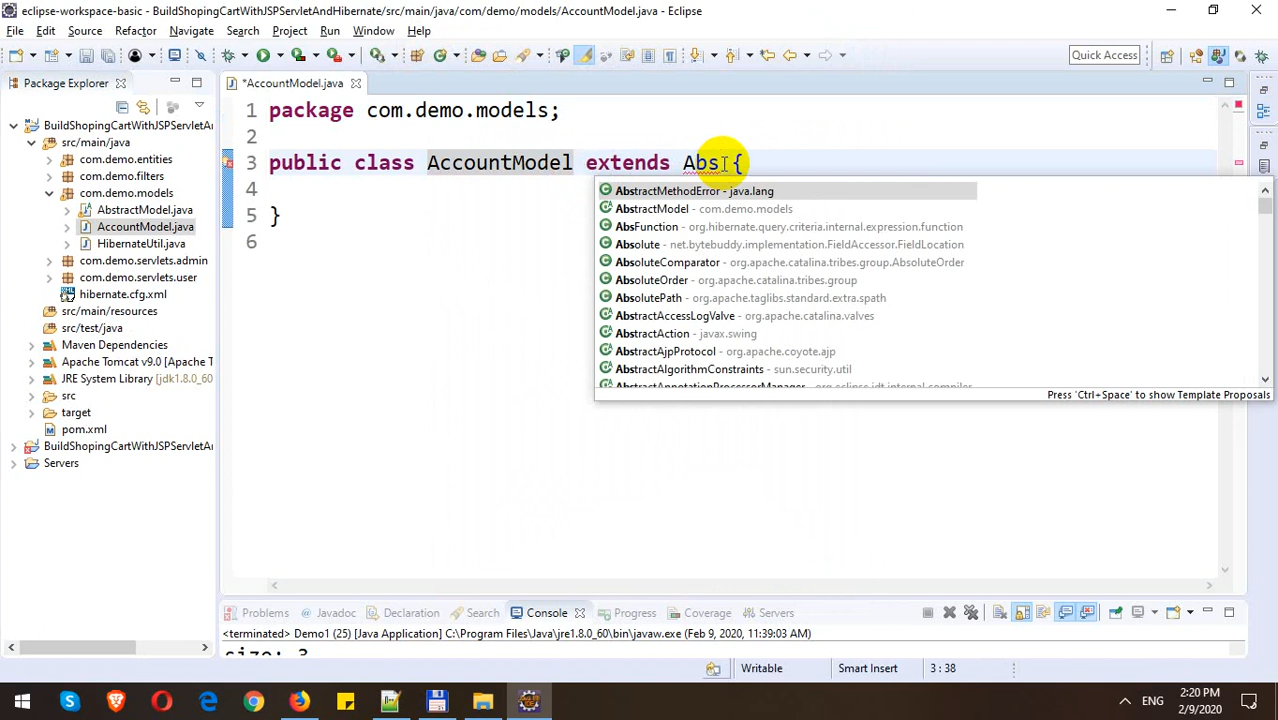 eclipse-workspace-basic - BuildShopingCartWithJSPServletAndHibernate/src/main/java/com/demo/models/AccountModel.java - Eclipse
File Edit Source Refactor Navigate Search Project Run Window Help
Quick Access
Package Explorer
*AccountModel.java
BuildShopingCartWithJSPServletAr
src/main/java
com.demo.entities
com.demo.filters
com.demo.models
AbstractModel.java
AccountModel.java
HibernateUtil.java
com.demo.servlets.admin
com.demo.servlets.user
hibernate.cfg.xml
src/main/resources
src/test/java
Maven Dependencies
Apache Tomcat v9.0 [Apache T
JRE System Library [jdk1.8.0_60
src
target
pom.xml
BuildShopingCartWithJSPServletAr
Servers
1 package com.demo.models;
2
3 public class AccountModel extends Abs {
4
5 }
6
AbstractMethodError - java.lang
AbstractModel - com.demo.models
AbsFunction - org.hibernate.query.criteria.internal.expression.function
Absolute - net.bytebuddy.implementation.FieldAccessor.FieldLocation
AbsoluteComparator - org.apache.catalina.tribes.group.AbsoluteOrder
AbsoluteOrder - org.apache.catalina.tribes.group
AbsolutePath - org.apache.taglibs.standard.extra.spath
AbstractAccessLogValve - org.apache.catalina.valves
AbstractAction - javax.swing
AbstractAjpProtocol - org.apache.coyote.ajp
AbstractAlgorithmConstraints - sun.security.util
AbstractAnnotationProcessorManager - org.eclipse.jdt.internal.compiler
Press 'Ctrl+Space' to show Template Proposals
Problems Javadoc Declaration Search Console Progress Coverage Servers
<terminated> Demo1 (25) [Java Application] C:\Program Files\Java\jre1.8.0_60\bin\javaw.exe (Feb 9, 2020, 11:39:03 AM)
size: 3
Writable Smart Insert 3 : 38
ENG
2:20 PM
2/9/2020